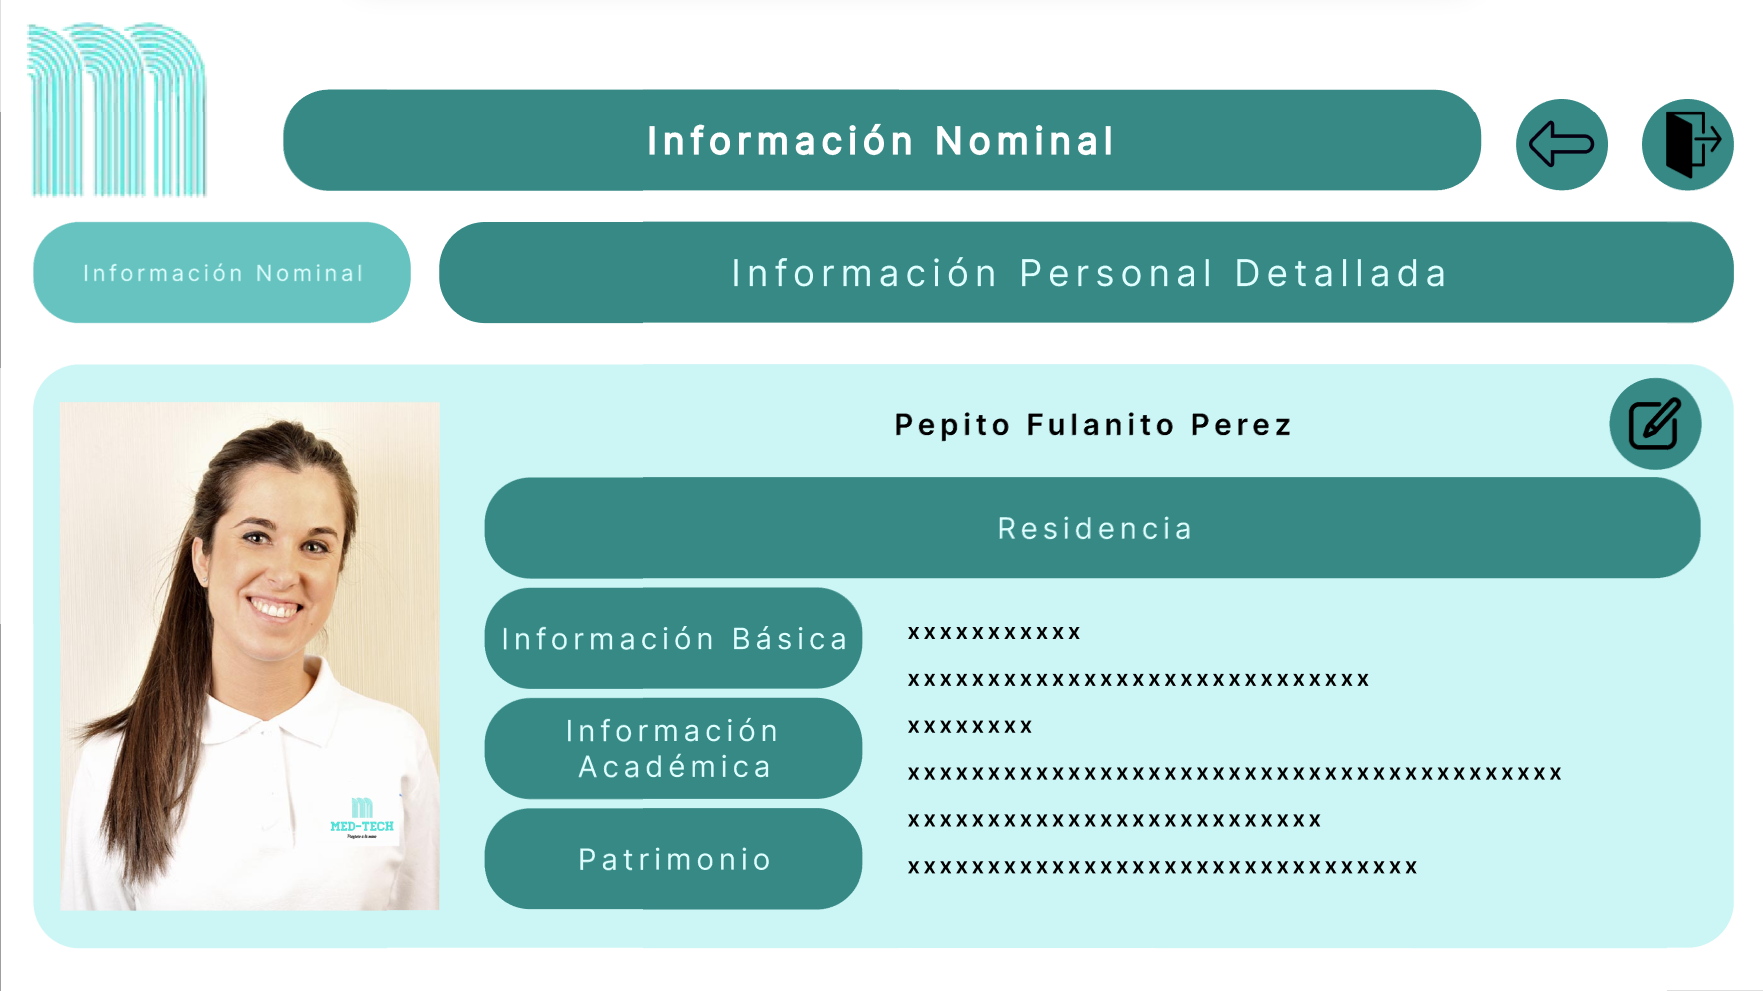 Información Nominal
Información Nominal
Información Personal Detallada
Pepito Fulanito Perez
Residencia
Información Básica
xxxxxxxxxxx
xxxxxxxxxxxxxxxxxxxxxxxxxxxxx
Información
Académica
xxxxxxxx
xxxxxxxxxxxxxxxxxxxxxxxxxxxxxxxxxxxxxxxxx
Patrimonio
xxxxxxxxxxxxxxxxxxxxxxxxxx
xxxxxxxxxxxxxxxxxxxxxxxxxxxxxxxx
MED-TECH